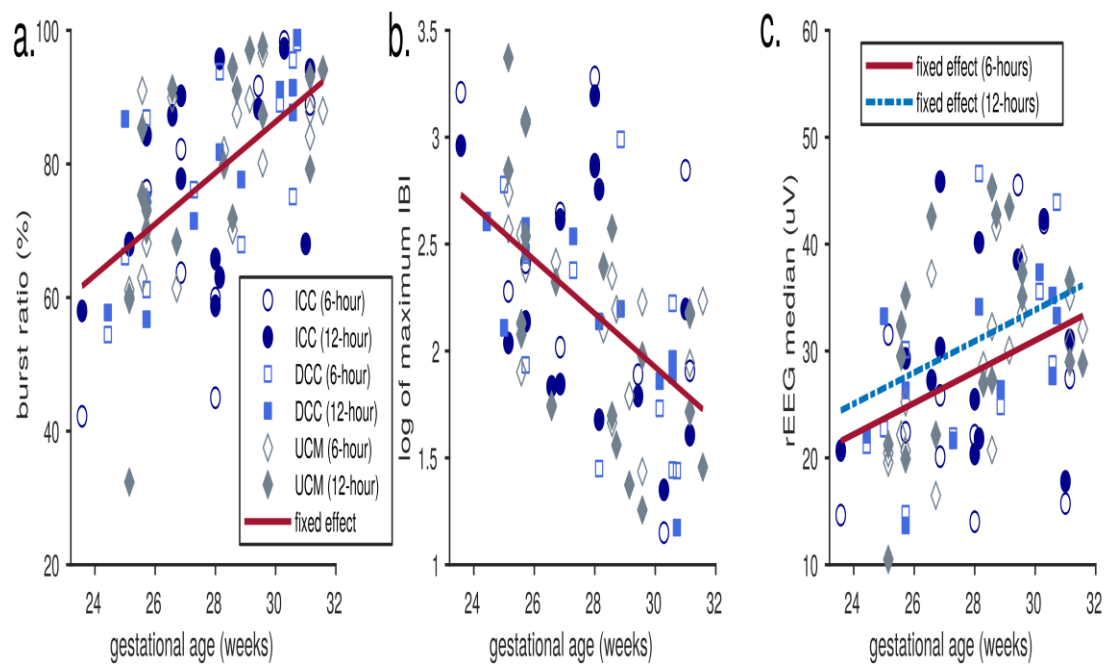 a.
burst ratio (%)
100
80
60
40
20
24 26 28 30 32
gestational age (weeks)
ICC (6-hour)
ICC (12-hour)
DCC (6-hour)
DCC (12-hour)
UCM (6-hour)
UCM (12-hour)
fixed effect
b.
log of maximum IBI
3.5
3
2.5
2
1.5
1
24 26 28 30 32
gestational age (weeks)
c.
rEEG median (uV)
60
50
40
30
20
10
24 26 28 30 32
gestational age (weeks)
fixed effect (6-hours)
fixed effect (12-hours)